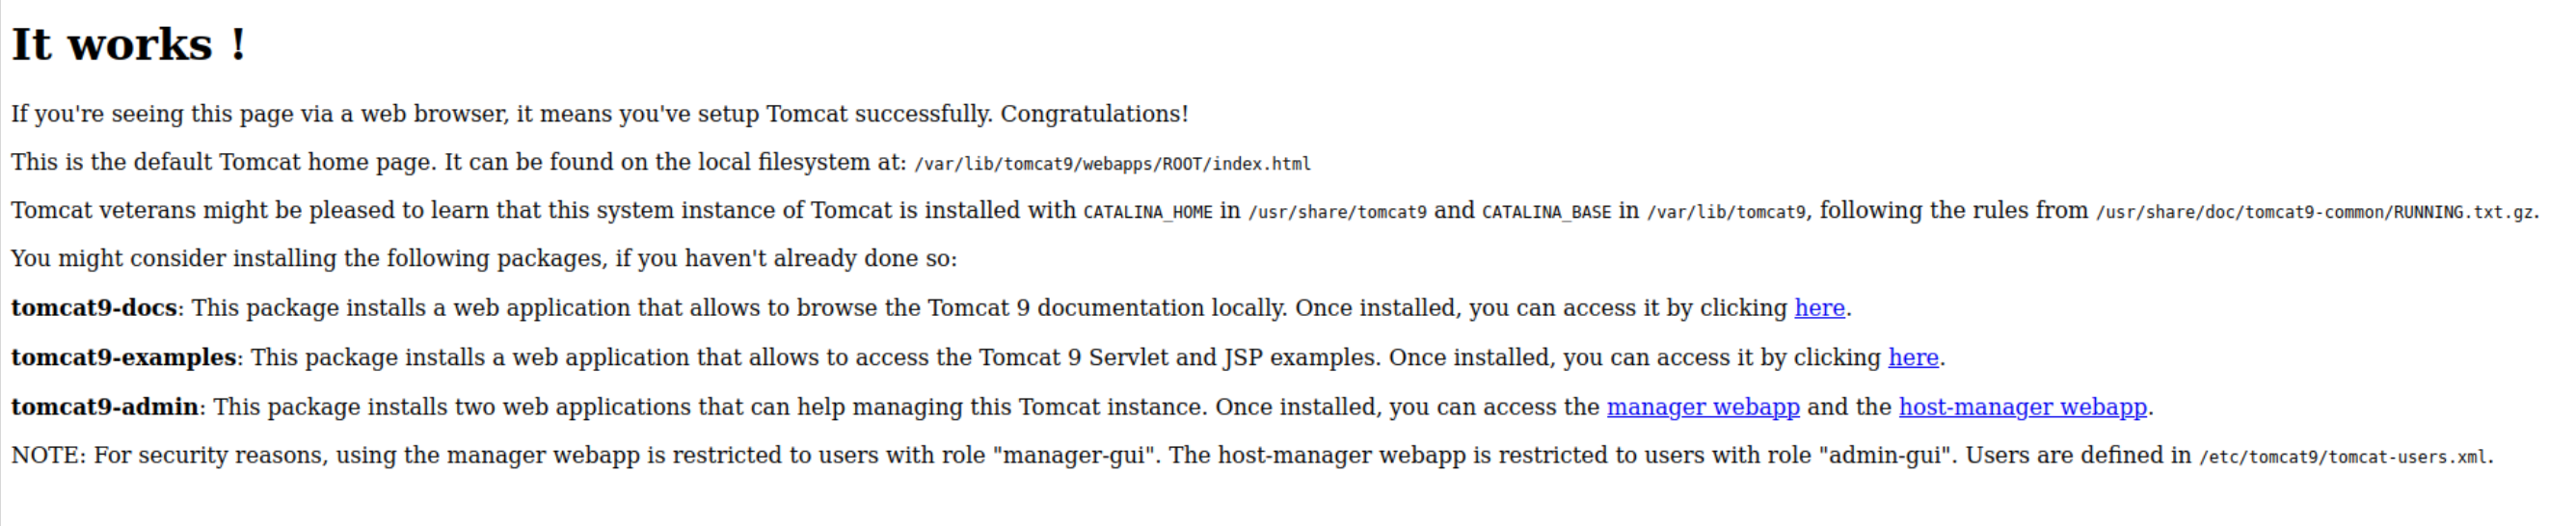 It works !
If you're seeing this page via a web browser, it means you've setup Tomcat successfully. Congratulations!
This is the default Tomcat home page. It can be found on the local filesystem at: /var/lib/tomcat9/webapps/ROOT/index.html
Tomcat veterans might be pleased to learn that this system instance of Tomcat is installed with CATALINA_HOME in /usr/share/tomcat9 and CATALINA_BASE in /var/lib/tomcat9, following the rules from /usr/share/doc/tomcat9-common/RUNNING.txt.gz.
You might consider installing the following packages, if you haven't already done so:
tomcat9-docs: This package installs a web application that allows to browse the Tomcat 9 documentation locally. Once installed, you can access it by clicking here.
tomcat9-examples: This package installs a web application that allows to access the Tomcat 9 Servlet and JSP examples. Once installed, you can access it by clicking here.
tomcat9-admin: This package installs two web applications that can help managing this Tomcat instance. Once installed, you can access the manager webapp and the host-manager webapp.
NOTE: For security reasons, using the manager webapp is restricted to users with role "manager-gui". The host-manager webapp is restricted to users with role "admin-gui". Users are defined in /etc/tomcat9/tomcat-users.xml.